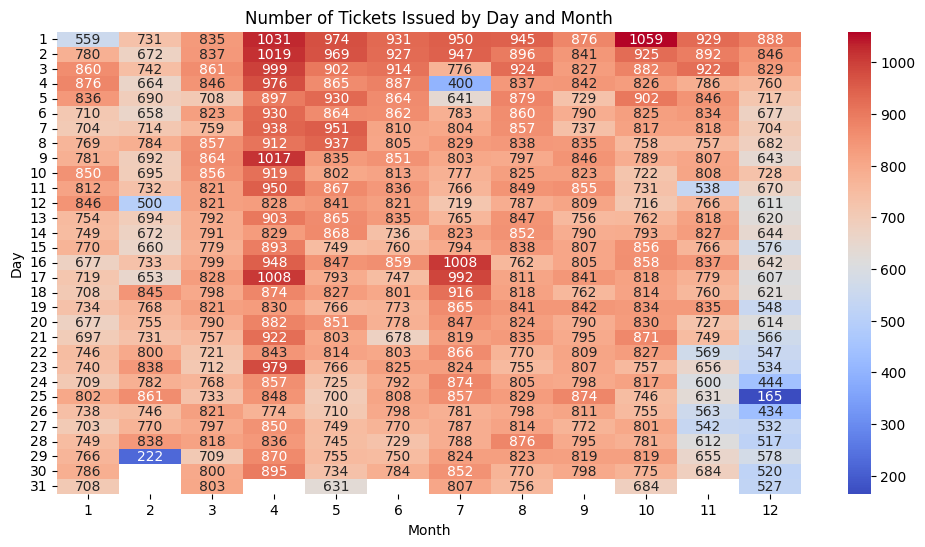 Number of Tickets Issued by Day and Month
Day
1 559 731 835 1031 974 931 950 945 876 1059 929 888
2 780 672 837 1019 969 927 947 896 841 925 892 846
3 860 742 861 999 902 914 776 924 827 882 922 829
4 876 664 846 976 865 887 400 837 842 826 786 760
5 836 690 708 897 930 864 641 879 729 902 846 717
6 710 658 823 930 864 862 783 860 790 825 834 677
7 704 714 759 938 951 810 804 857 737 817 818 704
8 769 784 857 912 937 805 829 838 835 758 757 682
9 781 692 864 1017 835 851 803 797 846 789 807 643
10 850 695 856 919 802 813 777 829 825 823 722 808 728
11 812 732 821 950 867 836 766 849 855 731 538 670
12 846 500 821 828 841 821 719 787 809 716 766 611
13 754 694 792 903 865 835 765 847 756 762 818 620
14 749 672 791 829 868 736 823 852 790 793 827 644
15 770 660 779 893 749 760 794 838 807 856 766 576
16 677 733 799 948 847 859 1008 762 805 858 837 642
17 719 653 828 1008 793 747 992 811 841 818 779 607
18 708 845 798 874 827 801 916 818 762 814 760 621
19 734 768 821 830 766 773 865 841 842 834 835 548
20 677 755 790 882 851 778 847 824 790 830 727 614
21 697 731 757 922 803 678 819 835 795 871 749 566
22 746 800 721 843 814 803 866 770 809 827 569 547
23 740 838 712 979 766 825 824 755 807 757 656 534
24 709 782 768 857 725 792 874 805 798 817 600 444
25 802 861 733 848 700 808 857 829 874 746 631 165
26 738 746 821 774 710 798 781 798 811 755 563 434
27 703 770 797 850 749 770 787 814 772 801 542 532
28 749 838 818 836 745 729 788 876 795 781 612 517
29 766 222 709 870 755 750 824 823 819 819 655 578
30 786 800 895 734 784 852 770 798 775 684 520
31 708 803 631 807 756 684 527
1 2 3 4 5 6 7 8 9 10 11 12
Month
1000
900
800
700
600
500
400
300
200